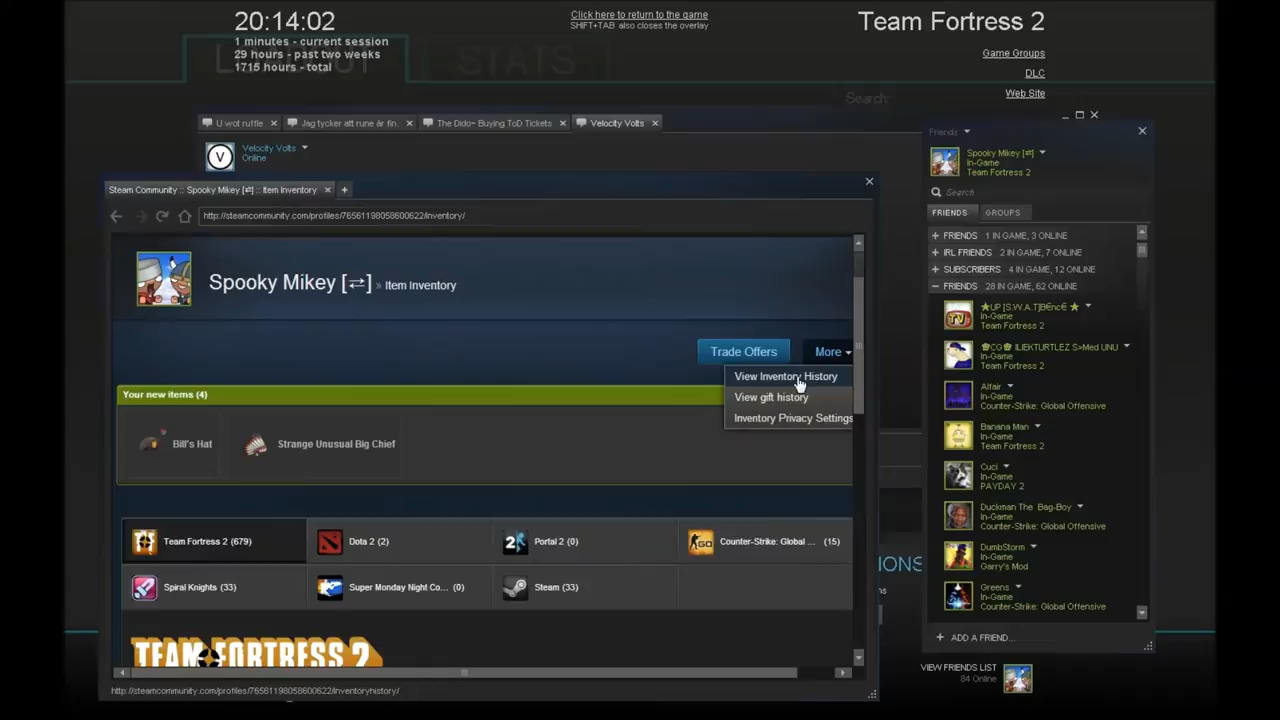 20:14:02
1 minutes - current session
29 hours - past two weeks
1715 hours - total
Click here to return to the game
SHIFT+TAB also closes the overlay
Team Fortress 2
Game Groups
DLC
Web Site
STATS
Search:
U wot ruffle
Jag tycker att rune är fin.
The Dido~ Buying ToD Tickets
Velocity Volts
V
Velocity Volts
Online
Steam Community :: Spooky Mikey [⇄] :: Item Inventory
http://steamcommunity.com/profiles/76561198058600622/inventory/
Spooky Mikey [⇄] » Item Inventory
Trade Offers
More
View Inventory History
View gift history
Inventory Privacy Settings
Your new items (4)
Bill's Hat
Strange Unusual Big Chief
Team Fortress 2 (679)
Dota 2 (2)
Portal 2 (0)
Counter-Strike: Global ... (15)
Spiral Knights (33)
Super Monday Night Co... (0)
Steam (33)
TEAM FORTRESS 2
http://steamcommunity.com/profiles/76561198058600622/inventoryhistory/
Friends
Spooky Mikey [⇄]
In-Game
Team Fortress 2
Search
FRIENDS
GROUPS
+ FRIENDS 1 IN GAME, 3 ONLINE
+ IRL FRIENDS 2 IN GAME, 7 ONLINE
+ SUBSCRIBERS 4 IN GAME, 12 ONLINE
− FRIENDS 28 IN GAME, 62 ONLINE
★UP [S.W.A.T]B€nc€ ★
In-Game
Team Fortress 2
♚CG♚ ILIEKTURTLEZ S>Med UNU
In-Game
Team Fortress 2
Alfair
In-Game
Counter-Strike: Global Offensive
Banana Man
In-Game
Team Fortress 2
Cuci
In-Game
PAYDAY 2
Duckman The Bag-Boy
In-Game
Counter-Strike: Global Offensive
DumbStorm
In-Game
Garry's Mod
Greens
In-Game
Counter-Strike: Global Offensive
+ ADD A FRIEND...
VIEW FRIENDS LIST
84 Online
IONS
ns